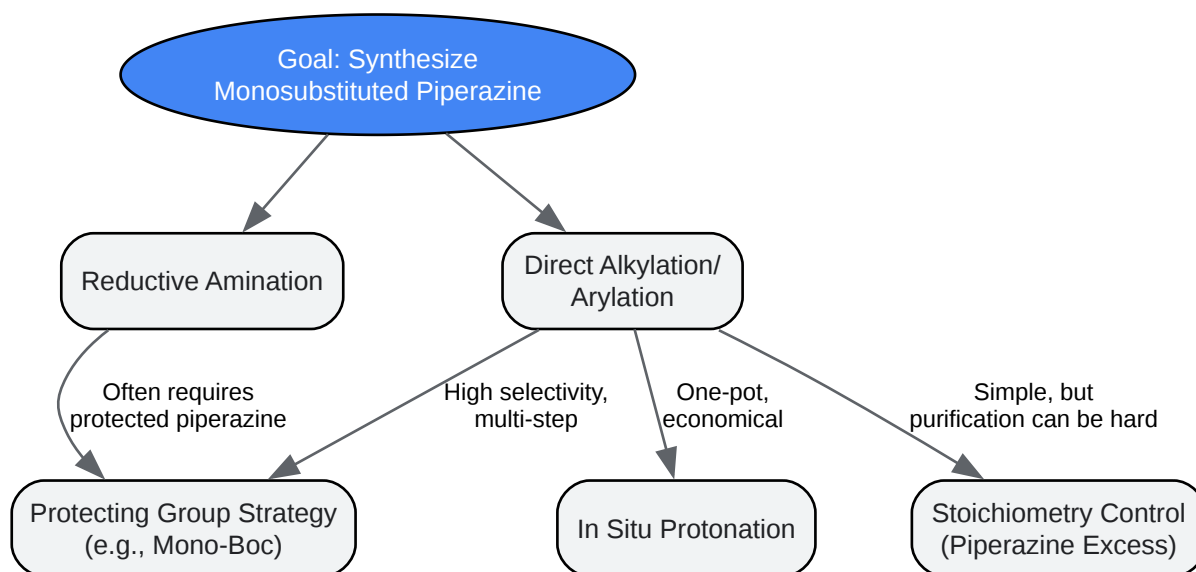 Goal: Synthesize
Monosubstituted Piperazine
Reductive Amination
Direct Alkylation/
Arylation
Often requires
protected piperazine
High selectivity,
multi-step
One-pot,
economical
Simple, but
purification can be hard
Protecting Group Strategy
(e.g., Mono-Boc)
In Situ Protonation
Stoichiometry Control
(Piperazine Excess)